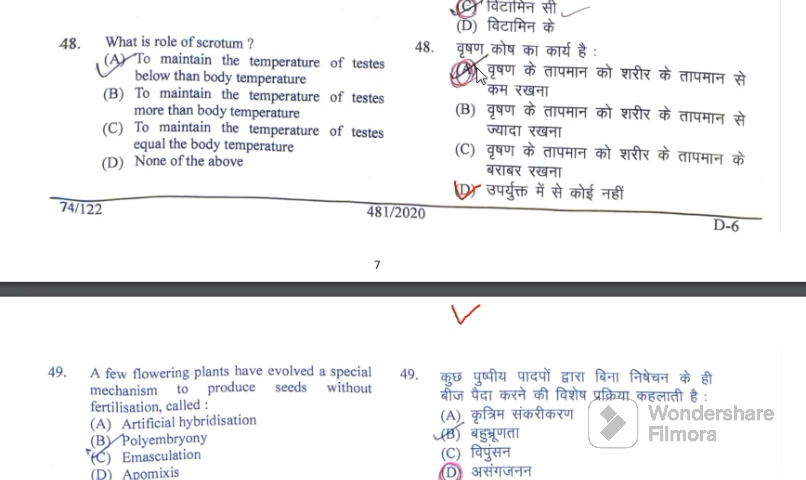 (C) विटामिन सी
(D) विटामिन के
48. What is role of scrotum ?
(A) To maintain the temperature of testes
below than body temperature
(B) To maintain the temperature of testes
more than body temperature
(C) To maintain the temperature of testes
equal the body temperature
(D) None of the above
48. वृषण कोष का कार्य है :
(A) वृषण के तापमान को शरीर के तापमान से
कम रखना
(B) वृषण के तापमान को शरीर के तापमान से
ज्यादा रखना
(C) वृषण के तापमान को शरीर के तापमान के
बराबर रखना
(D) उपर्युक्त में से कोई नहीं
74/122
481/2020
D-6
7
49. A few flowering plants have evolved a special
mechanism to produce seeds without
fertilisation, called :
(A) Artificial hybridisation
(B) Polyembryony
(C) Emasculation
(D) Apomixis
49. कुछ पुष्पीय पादपों द्वारा बिना निषेचन के ही
बीज पैदा करने की विशेष प्रक्रिया कहलाती है :
(A) कृत्रिम संकरीकरण
(B) बहुभ्रूणता
(C) विपुंसन
(D) असंगजनन
Wondershare
Filmora